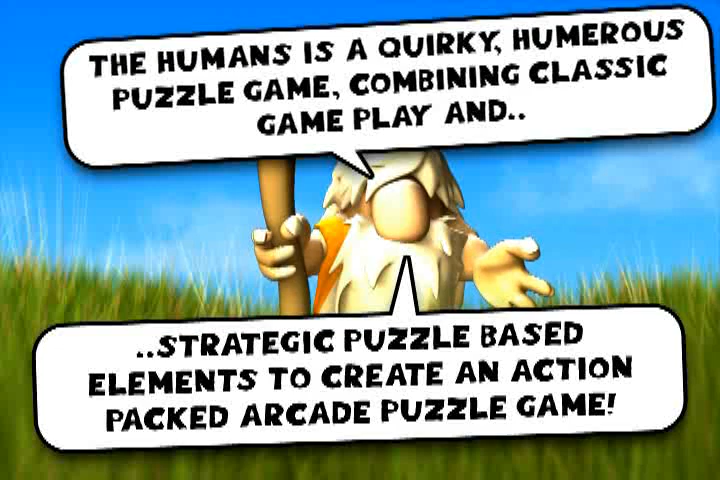 THE HUMANS IS A QUIRKY, HUMEROUS
PUZZLE GAME, COMBINING CLASSIC
GAME PLAY AND..
..STRATEGIC PUZZLE BASED
ELEMENTS TO CREATE AN ACTION
PACKED ARCADE PUZZLE GAME!